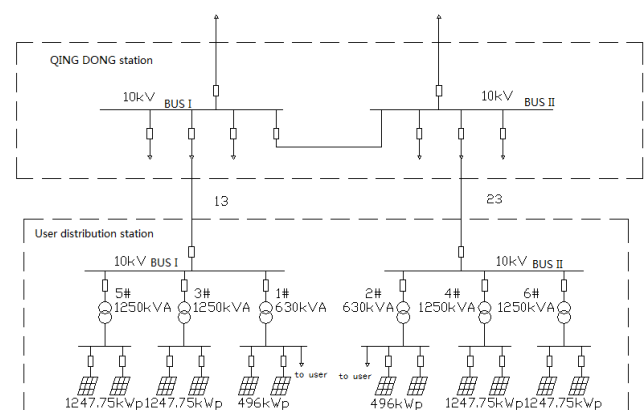 QING DONG station
10kV BUS I
10kV BUS II
13
23
User distribution station
10kV BUS I
10kV BUS II
5# 3# 1# 2# 4# 6#
1250kVA 1250kVA 630kVA 630kVA 1250kVA 1250kVA
to user to user
1247.75kWp 1247.75kWp 496kWp 496kWp 1247.75kWp 1247.75kWp